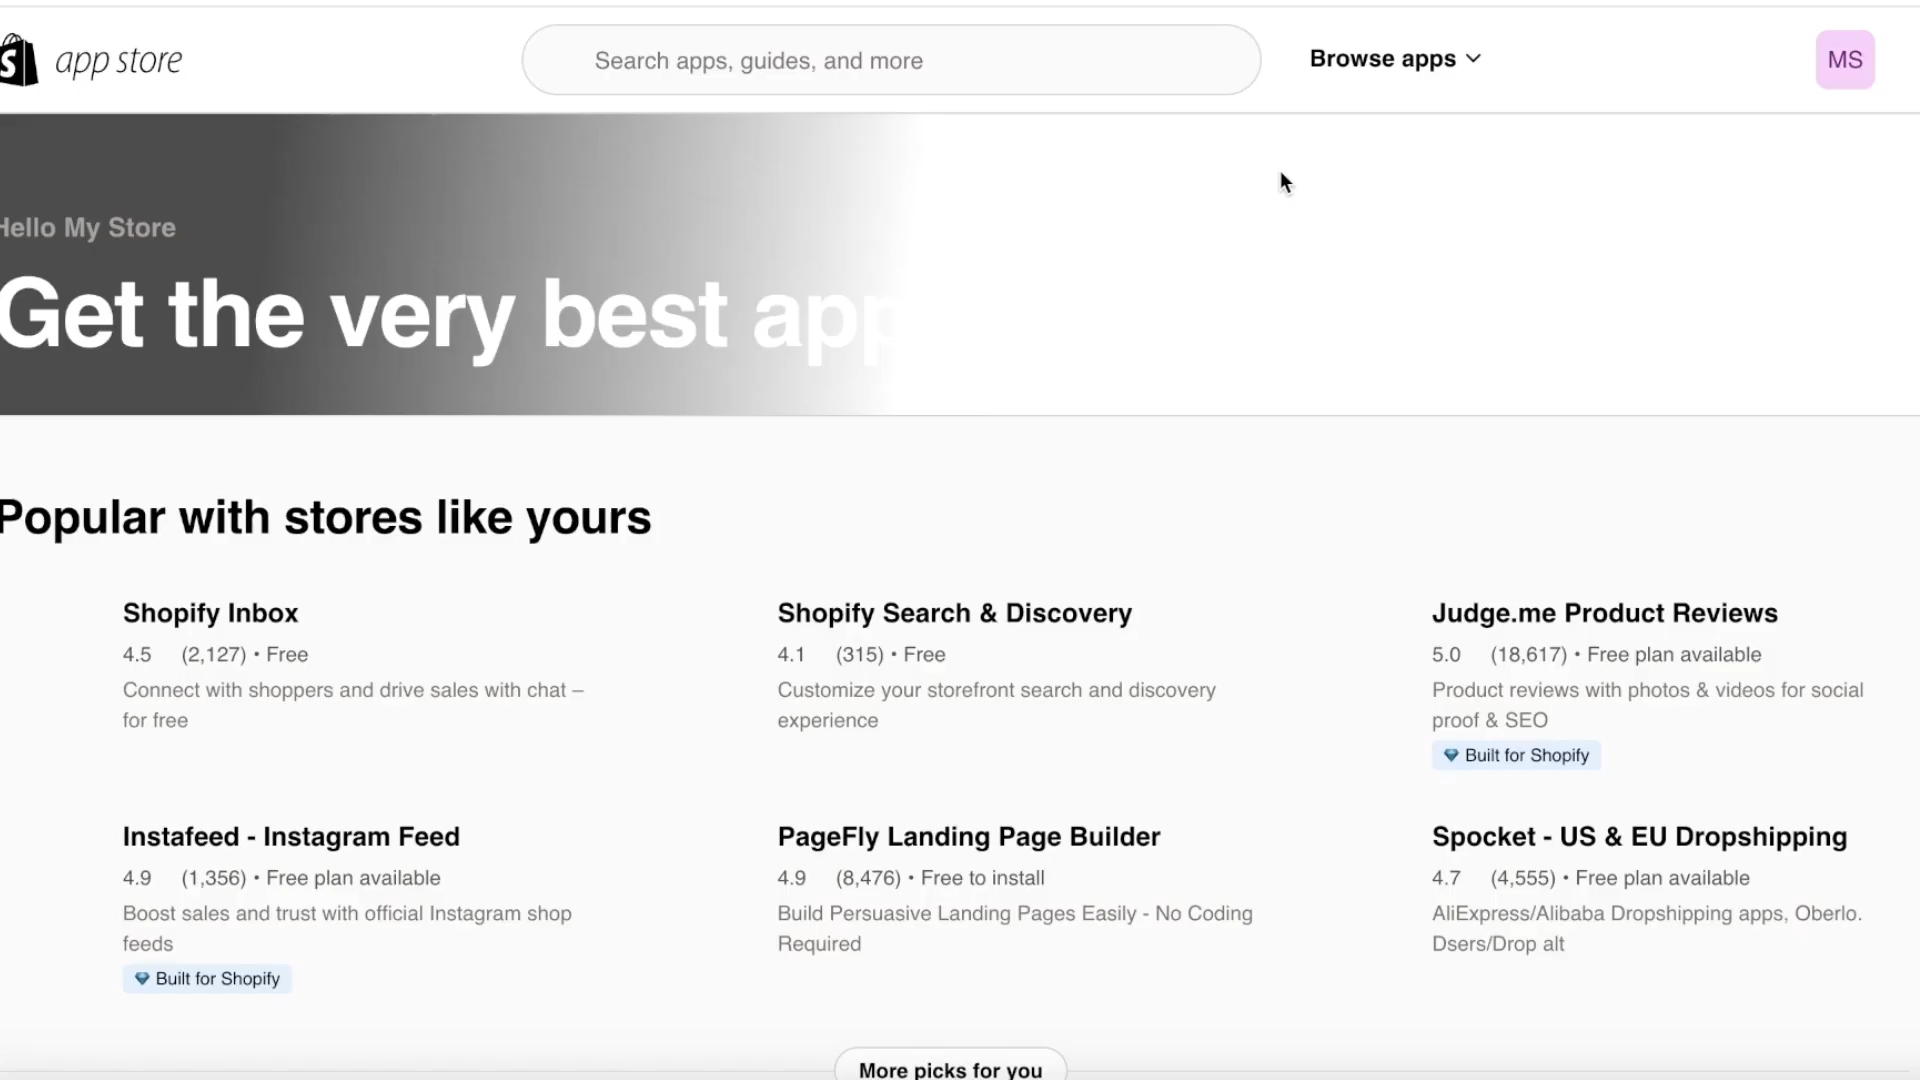 S app store
Search apps, guides, and more
Browse apps
MS
Hello My Store
Get the very best app
Popular with stores like yours
Shopify Inbox
4.5 (2,127) • Free
Connect with shoppers and drive sales with chat –
for free
Shopify Search & Discovery
4.1 (315) • Free
Customize your storefront search and discovery
experience
Judge.me Product Reviews
5.0 (18,617) • Free plan available
Product reviews with photos & videos for social
proof & SEO
Built for Shopify
Instafeed - Instagram Feed
4.9 (1,356) • Free plan available
Boost sales and trust with official Instagram shop
feeds
Built for Shopify
PageFly Landing Page Builder
4.9 (8,476) • Free to install
Build Persuasive Landing Pages Easily - No Coding
Required
Spocket - US & EU Dropshipping
4.7 (4,555) • Free plan available
AliExpress/Alibaba Dropshipping apps, Oberlo.
Dsers/Drop alt
More picks for you